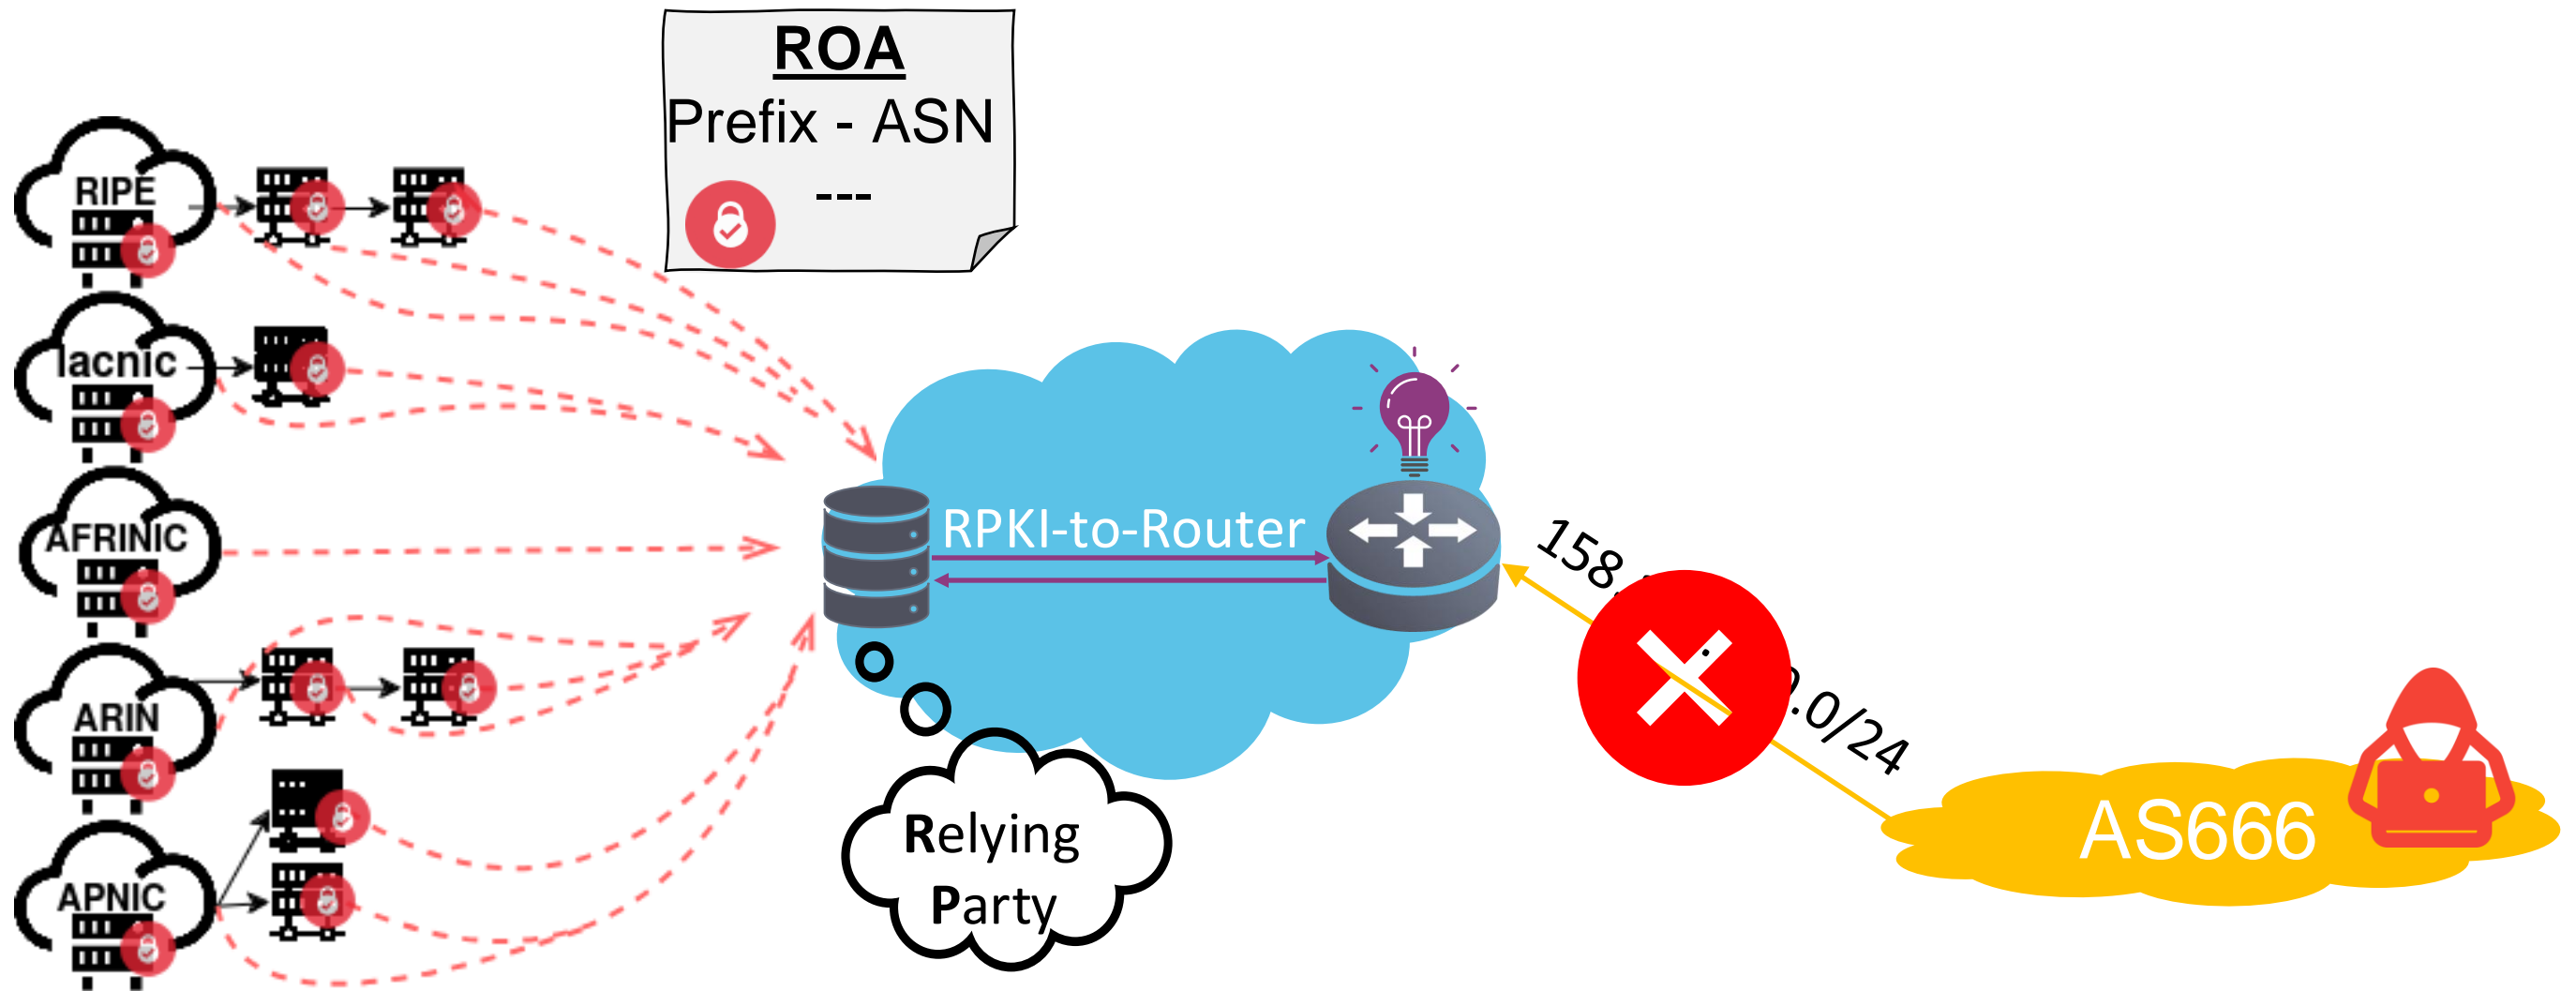 ROA
Prefix - ASN
---
RIPE
lacnic
AFRINIC
ARIN
APNIC
RPKI-to-Router
158.
.0/24
Relying
Party
AS666